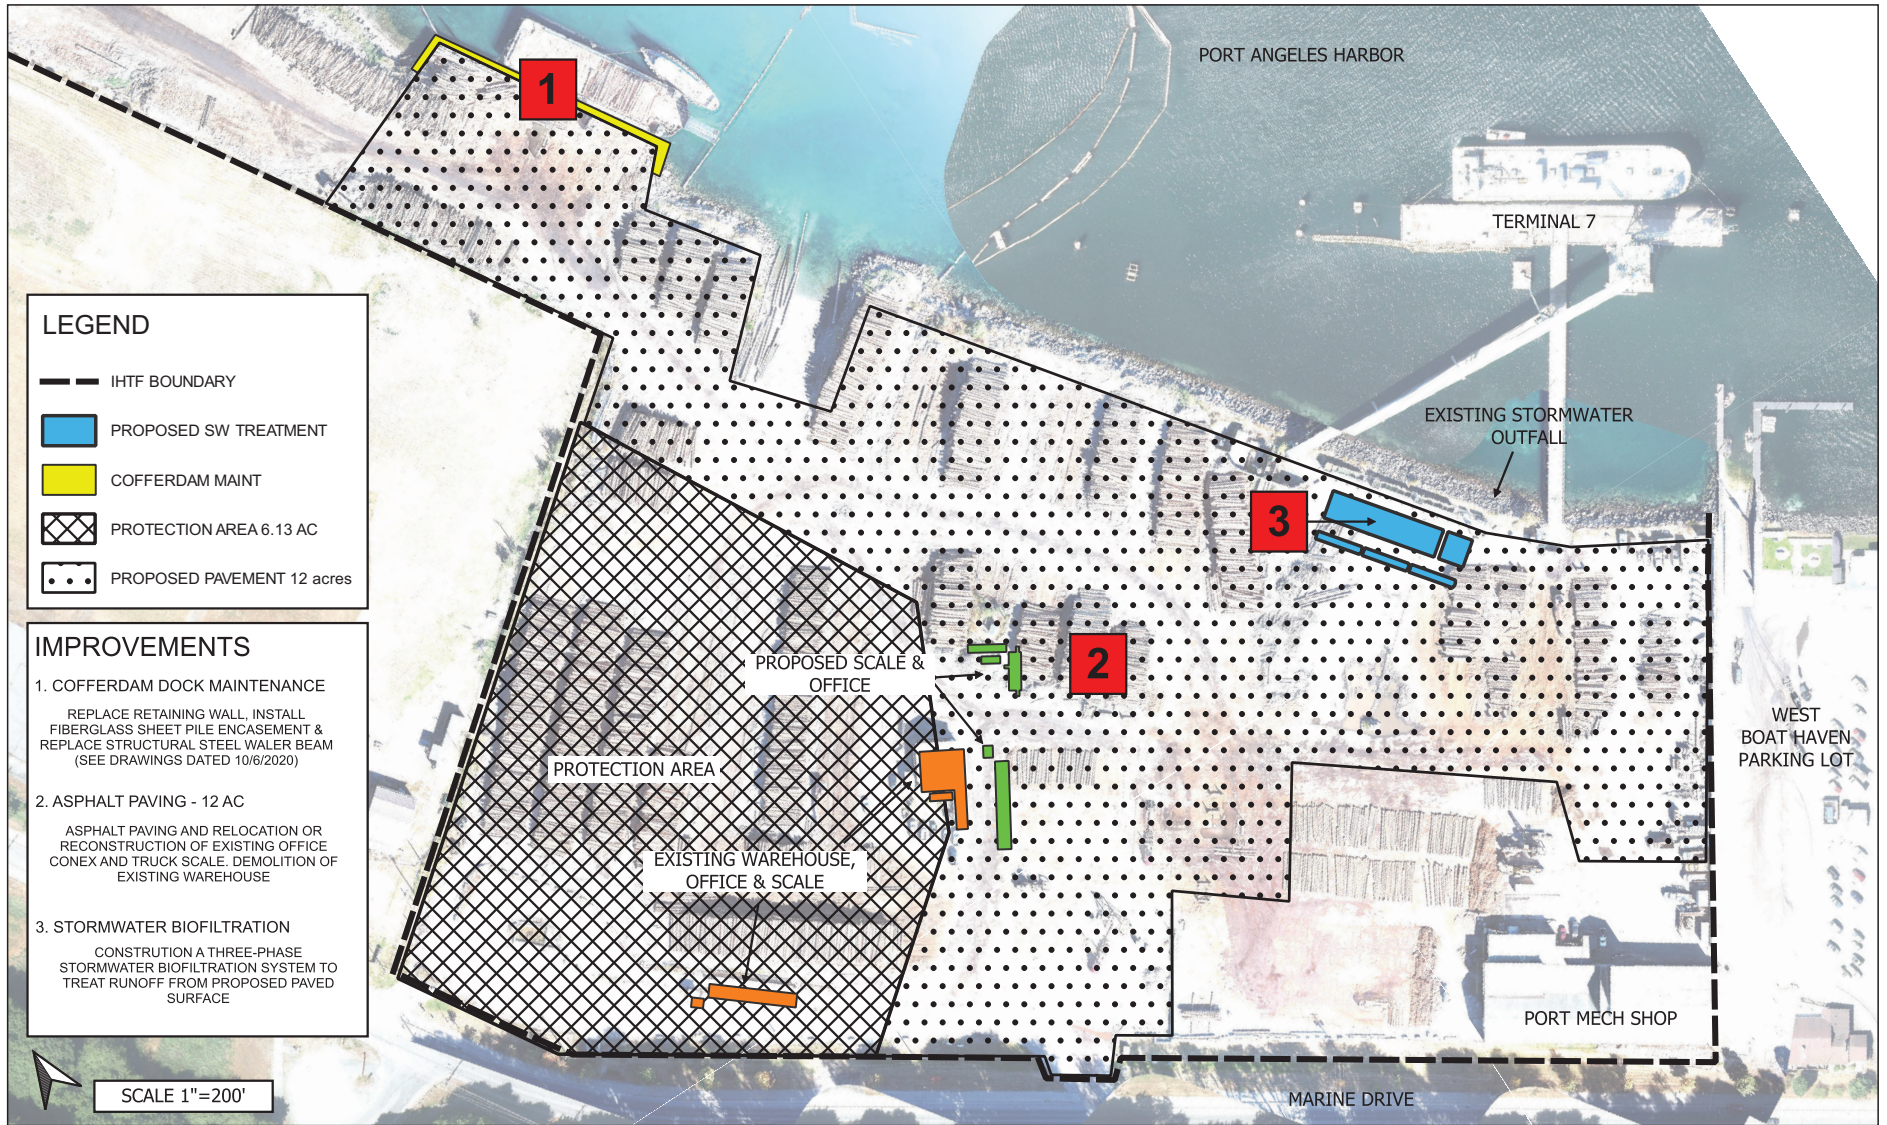 PORT ANGELES HARBOR
1
TERMINAL 7
LEGEND
IHTF BOUNDARY
PROPOSED SW TREATMENT
COFFERDAM MAINT
PROTECTION AREA 6.13 AC
PROPOSED PAVEMENT 12 acres
EXISTING STORMWATER
OUTFALL
3
IMPROVEMENTS
1. COFFERDAM DOCK MAINTENANCE
REPLACE RETAINING WALL, INSTALL
FIBERGLASS SHEET PILE ENCASEMENT &
REPLACE STRUCTURAL STEEL WALER BEAM
(SEE DRAWINGS DATED 10/6/2020)
2. ASPHALT PAVING - 12 AC
ASPHALT PAVING AND RELOCATION OR
RECONSTRUCTION OF EXISTING OFFICE
CONEX AND TRUCK SCALE. DEMOLITION OF
EXISTING WAREHOUSE
3. STORMWATER BIOFILTRATION
CONSTRUTION A THREE-PHASE
STORMWATER BIOFILTRATION SYSTEM TO
TREAT RUNOFF FROM PROPOSED PAVED
SURFACE
PROPOSED SCALE &
OFFICE
2
PROTECTION AREA
EXISTING WAREHOUSE,
OFFICE & SCALE
WEST
BOAT HAVEN
PARKING LOT
PORT MECH SHOP
SCALE 1"=200'
MARINE DRIVE